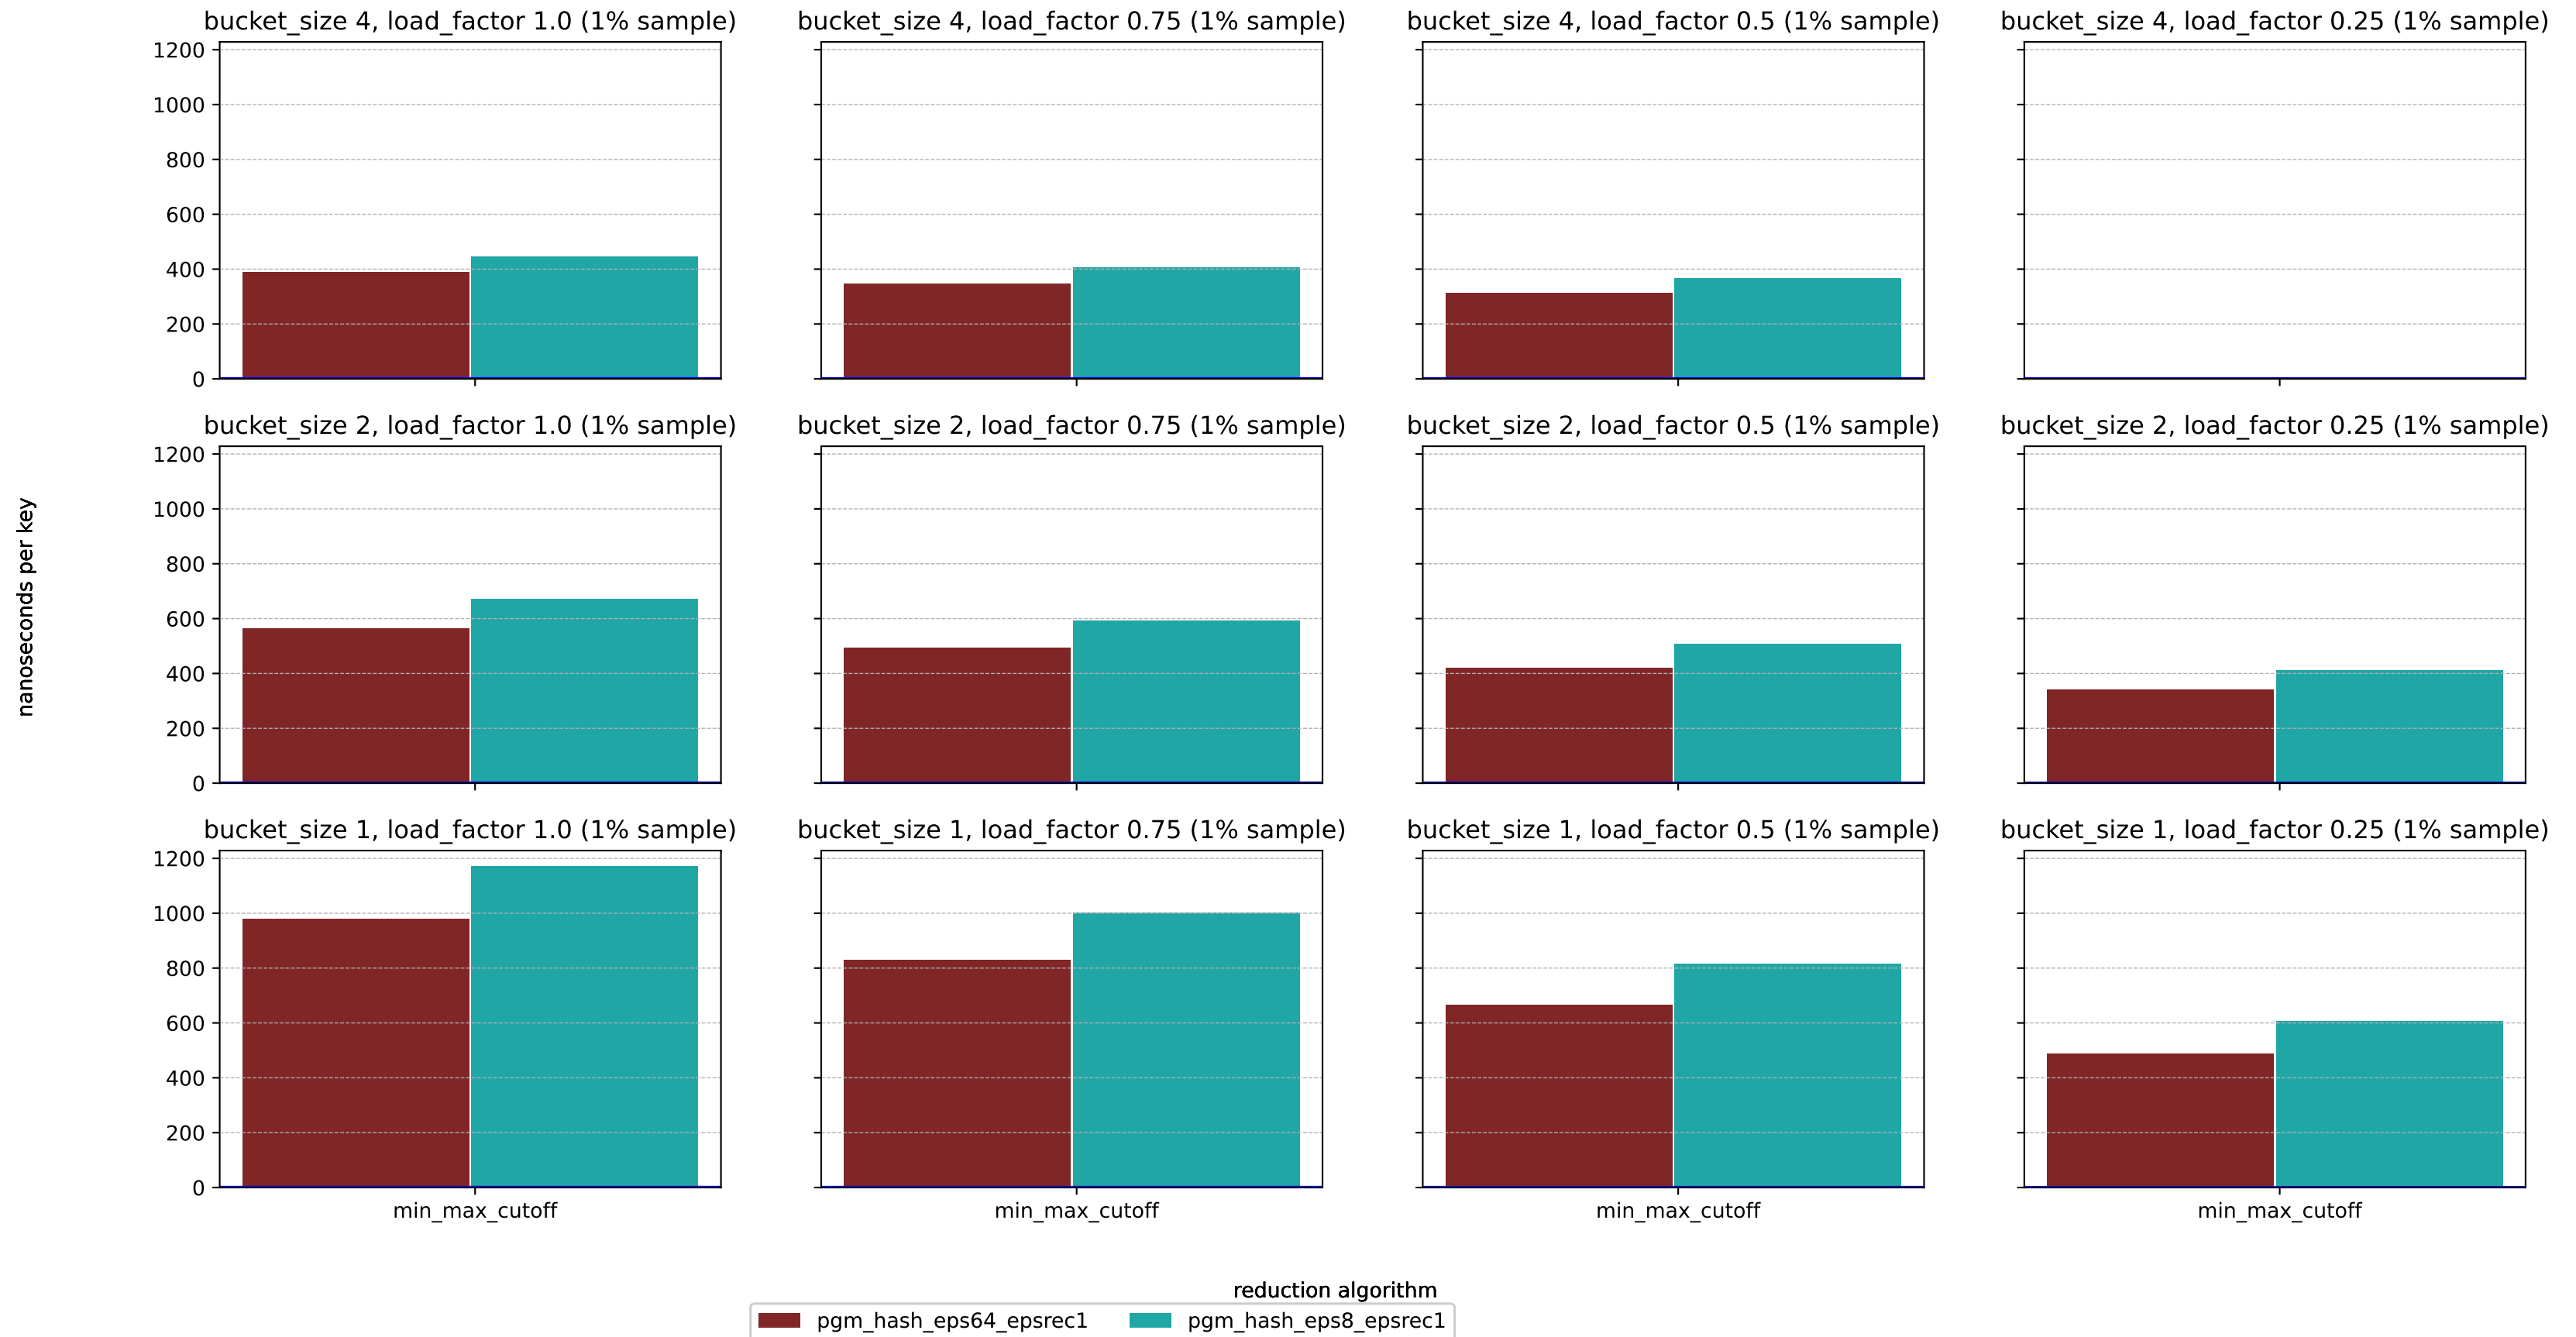 bucket_size 4, load_factor 1.0 (1% sample)
bucket_size 4, load_factor 0.75 (1% sample)
bucket_size 4, load_factor 0.5 (1% sample)
bucket_size 4, load_factor 0.25 (1% sample)
1200
1000
800
600
400
200
0
bucket_size 2, load_factor 1.0 (1% sample)
bucket_size 2, load_factor 0.75 (1% sample)
bucket_size 2, load_factor 0.5 (1% sample)
bucket_size 2, load_factor 0.25 (1% sample)
1200
1000
800
600
400
200
0
nanoseconds per key
bucket_size 1, load_factor 1.0 (1% sample)
bucket_size 1, load_factor 0.75 (1% sample)
bucket_size 1, load_factor 0.5 (1% sample)
bucket_size 1, load_factor 0.25 (1% sample)
1200
1000
800
600
400
200
0
min_max_cutoff
min_max_cutoff
min_max_cutoff
min_max_cutoff
reduction algorithm
pgm_hash_eps64_epsrec1
pgm_hash_eps8_epsrec1